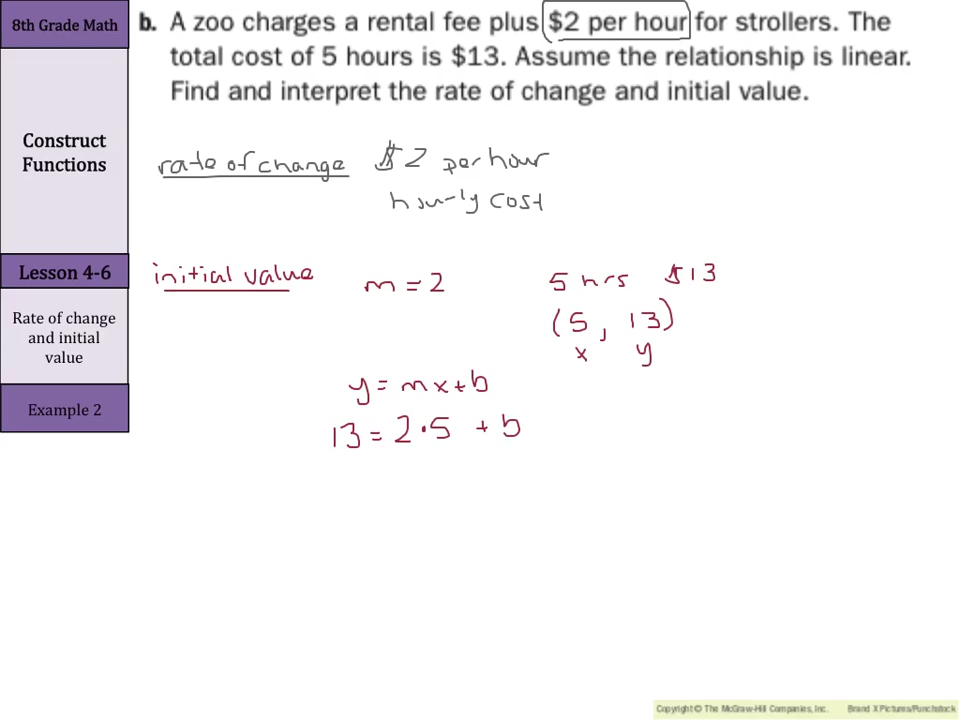 8th Grade Math
Construct
Functions
Lesson 4-6
Rate of change
and initial
value
Example 2
b. A zoo charges a rental fee plus $2 per hour for strollers. The
total cost of 5 hours is $13. Assume the relationship is linear.
Find and interpret the rate of change and initial value.
rate of change $2 per hour
hourly cost
initial value m = 2 5 hrs $13
(5, 13)
x y
y = mx + b
13 = 2 · 5 + b
Copyright © The McGraw-Hill Companies, Inc. Brand X Pictures/Punchstock